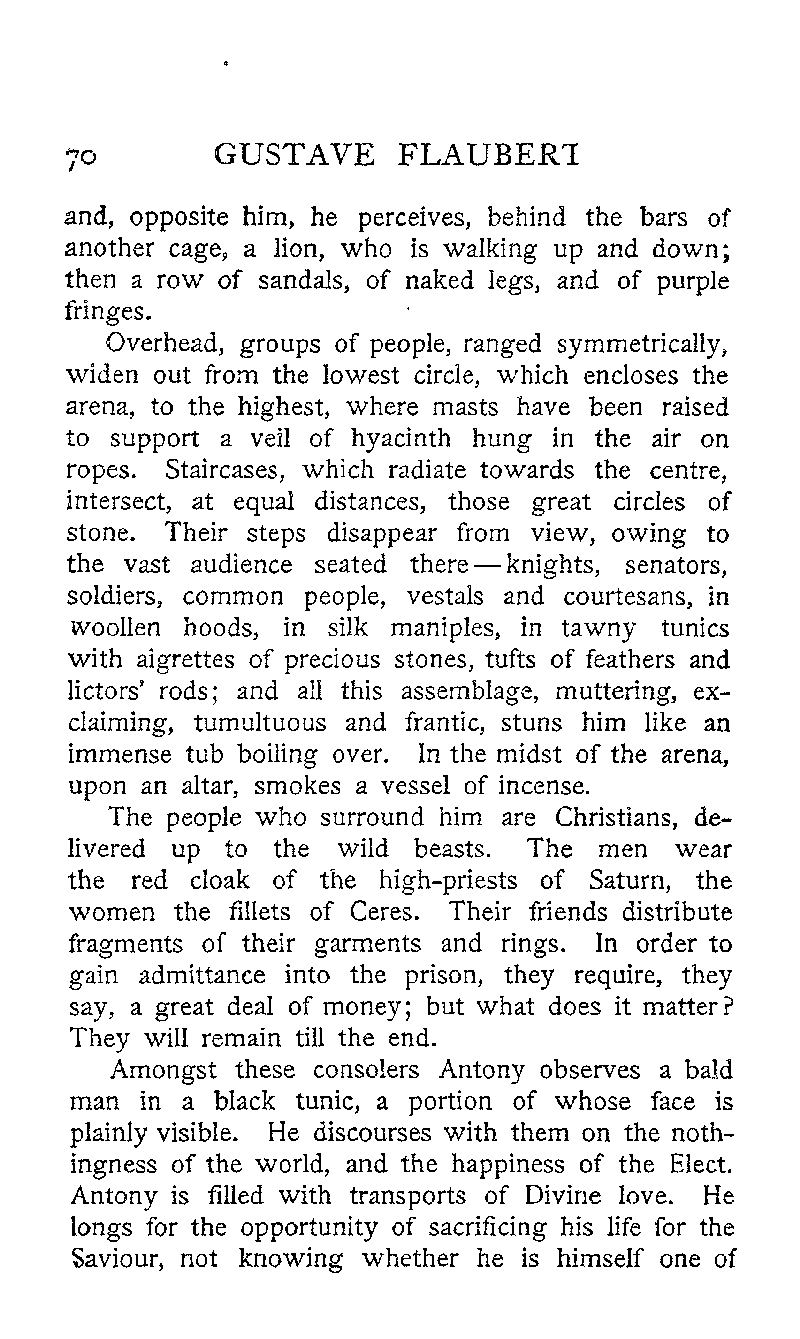 70 GUSTAVE FLAUBERT
and, opposite him, he perceives, behind the bars of
another cage, a lion, who is walking up and down;
then a row of sandals, of naked legs, and of purple
fringes.
Overhead, groups of people, ranged symmetrically,
widen out from the lowest circle, which encloses the
arena, to the highest, where masts have been raised
to support a veil of hyacinth hung in the air on
ropes. Staircases, which radiate towards the centre,
intersect, at equal distances, those great circles of
stone. Their steps disappear from view, owing to
the vast audience seated there—knights, senators,
soldiers, common people, vestals and courtesans, in
woollen hoods, in silk maniples, in tawny tunics
with aigrettes of precious stones, tufts of feathers and
lictors' rods; and all this assemblage, muttering, ex-
claiming, tumultuous and frantic, stuns him like an
immense tub boiling over. In the midst of the arena,
upon an altar, smokes a vessel of incense.
The people who surround him are Christians, de-
livered up to the wild beasts. The men wear
the red cloak of the high-priests of Saturn, the
women the fillets of Ceres. Their friends distribute
fragments of their garments and rings. In order to
gain admittance into the prison, they require, they
say, a great deal of money; but what does it matter?
They will remain till the end.
Amongst these consolers Antony observes a bald
man in a black tunic, a portion of whose face is
plainly visible. He discourses with them on the noth-
ingness of the world, and the happiness of the Elect.
Antony is filled with transports of Divine love. He
longs for the opportunity of sacrificing his life for the
Saviour, not knowing whether he is himself one of